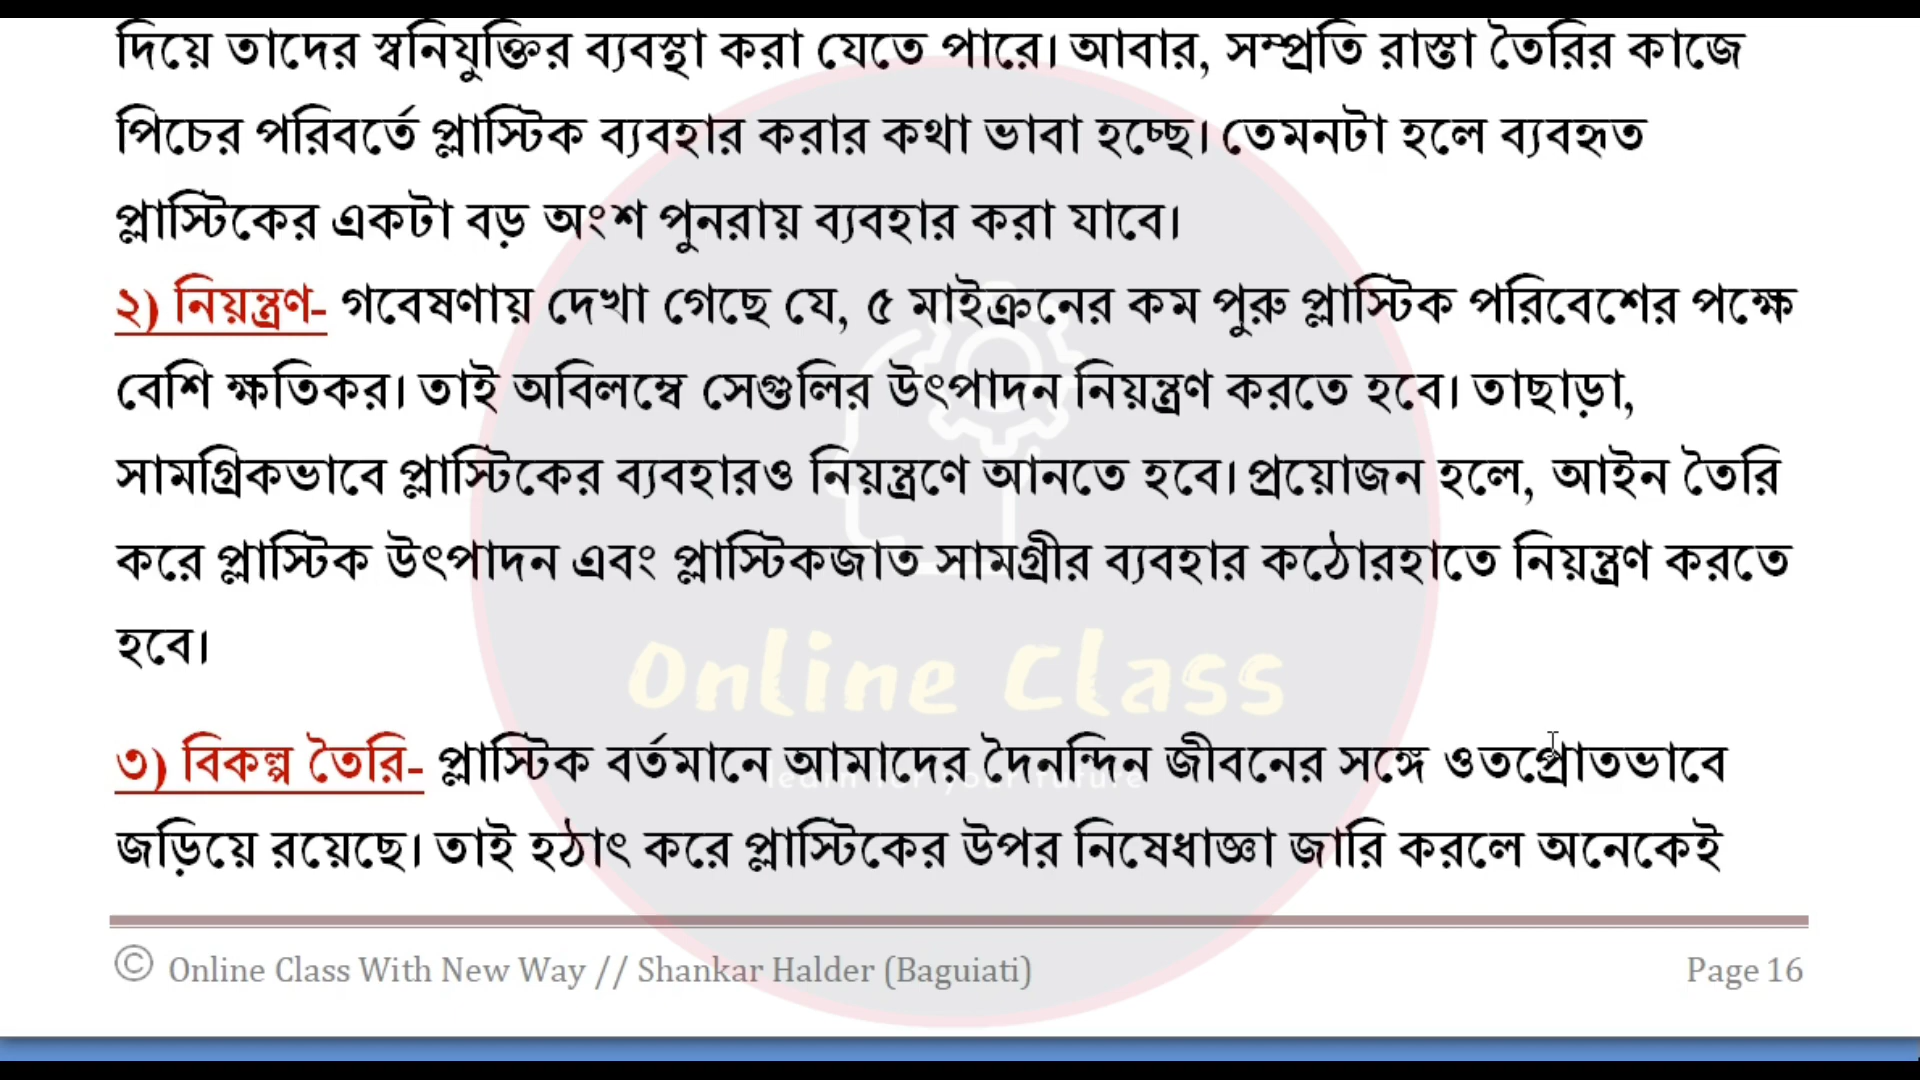 দিয়ে তাদের স্বনিযুক্তির ব্যবস্থা করা যেতে পারে। আবার, সম্প্রতি রাস্তা তৈরির কাজে
পিচের পরিবর্তে প্লাস্টিক ব্যবহার করার কথা ভাবা হচ্ছে। তেমনটা হলে ব্যবহৃত
প্লাস্টিকের একটা বড় অংশ পুনরায় ব্যবহার করা যাবে।
২) নিয়ন্ত্রণ- গবেষণায় দেখা গেছে যে, ৫ মাইক্রনের কম পুরু প্লাস্টিক পরিবেশের পক্ষে
বেশি ক্ষতিকর। তাই অবিলম্বে সেগুলির উৎপাদন নিয়ন্ত্রণ করতে হবে। তাছাড়া,
সামগ্রিকভাবে প্লাস্টিকের ব্যবহারও নিয়ন্ত্রণে আনতে হবে। প্রয়োজন হলে, আইন তৈরি
করে প্লাস্টিক উৎপাদন এবং প্লাস্টিকজাত সামগ্রীর ব্যবহার কঠোরহাতে নিয়ন্ত্রণ করতে
হবে।
Online Class
৩) বিকল্প তৈরি- প্লাস্টিক বর্তমানে আমাদের দৈনন্দিন জীবনের সঙ্গে ওতপ্রোতভাবে
learn for your future
জড়িয়ে রয়েছে। তাই হঠাৎ করে প্লাস্টিকের উপর নিষেধাজ্ঞা জারি করলে অনেকেই
© Online Class With New Way // Shankar Halder (Baguiati)
Page 16